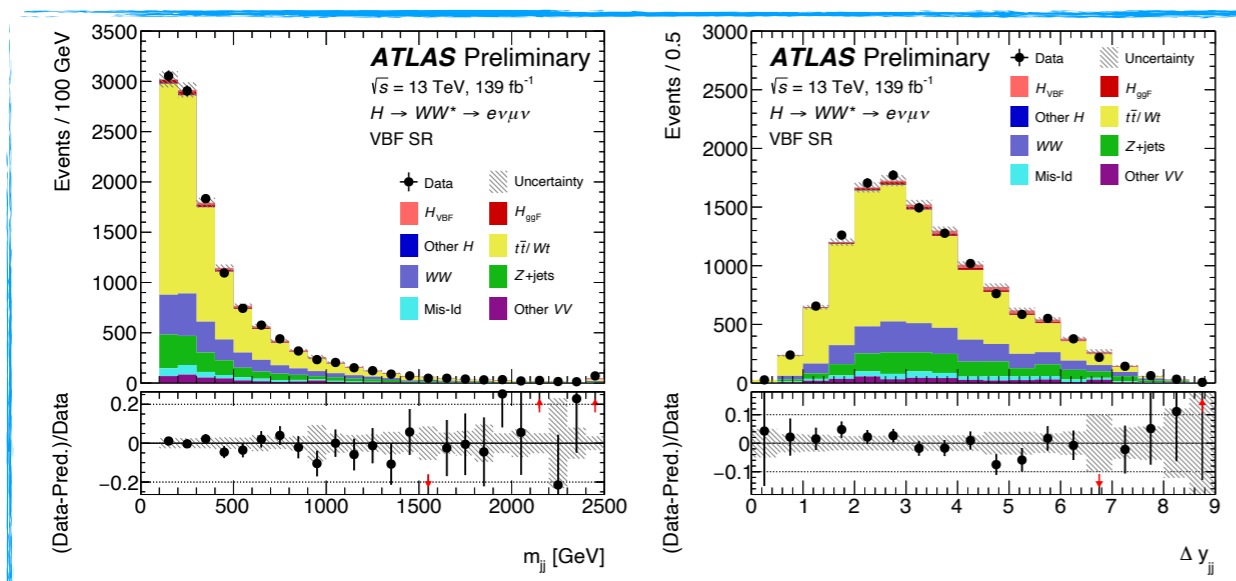 ATLAS Preliminary
√s = 13 TeV, 139 fb⁻¹
H → WW* → eνμν
VBF SR
Data
Uncertainty
H_VBF
H_ggF
Other H
tt̄/Wt
WW
Z+jets
Mis-Id
Other VV
Events / 100 GeV
3500
3000
2500
2000
1500
1000
500
0
(Data-Pred.)/Data
0.2
0
−0.2
0 500 1000 1500 2000 2500
m_jj [GeV]
ATLAS Preliminary
√s = 13 TeV, 139 fb⁻¹
H → WW* → eνμν
VBF SR
Data
Uncertainty
H_VBF
H_ggF
Other H
tt̄/Wt
WW
Z+jets
Mis-Id
Other VV
Events / 0.5
3000
2500
2000
1500
1000
500
0
(Data-Pred.)/Data
0.1
0
−0.1
0 1 2 3 4 5 6 7 8 9
Δ y_jj